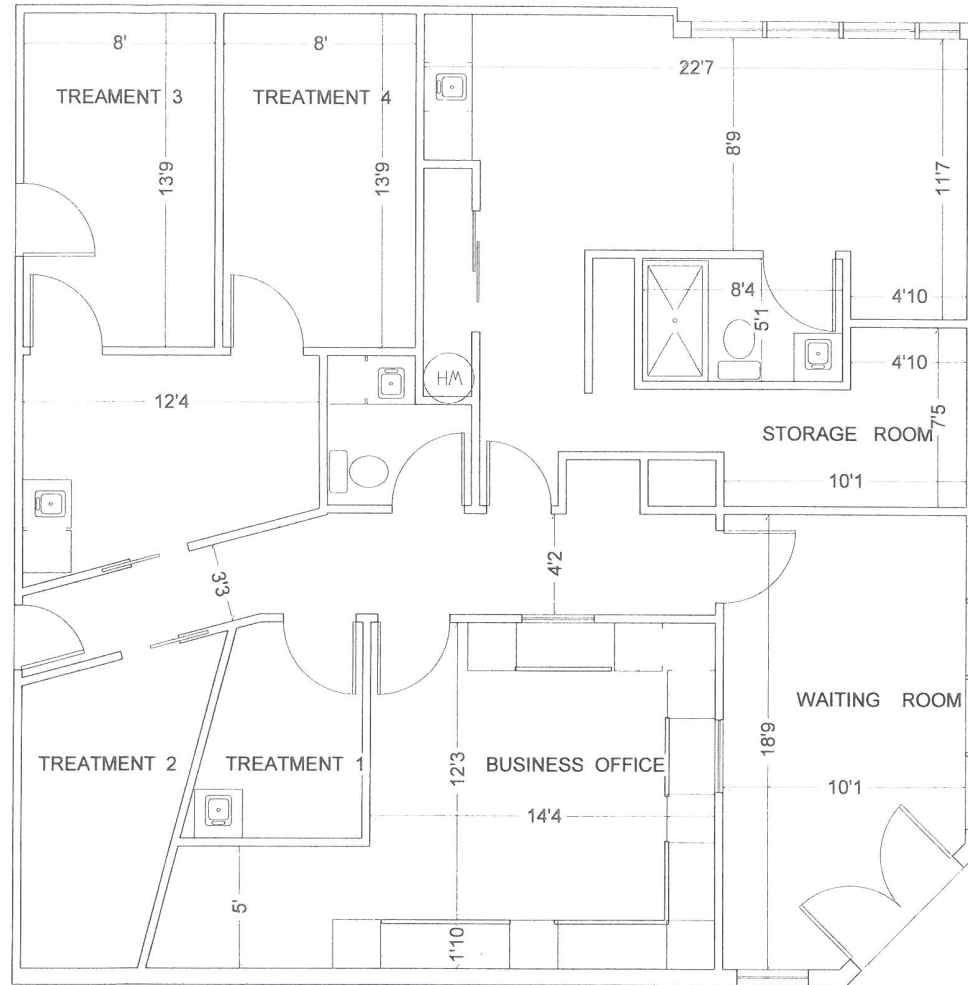 8'
8'
22'7
TREAMENT 3
TREATMENT 4
8'9
13'9
13'9
11'7
8'4
4'10
5'1
WH
4'10
12'4
7'5
STORAGE ROOM
10'1
3'3
4'2
WAITING ROOM
TREATMENT 2
TREATMENT 1
12'3
BUSINESS OFFICE
18'9
10'1
14'4
5'
1'10